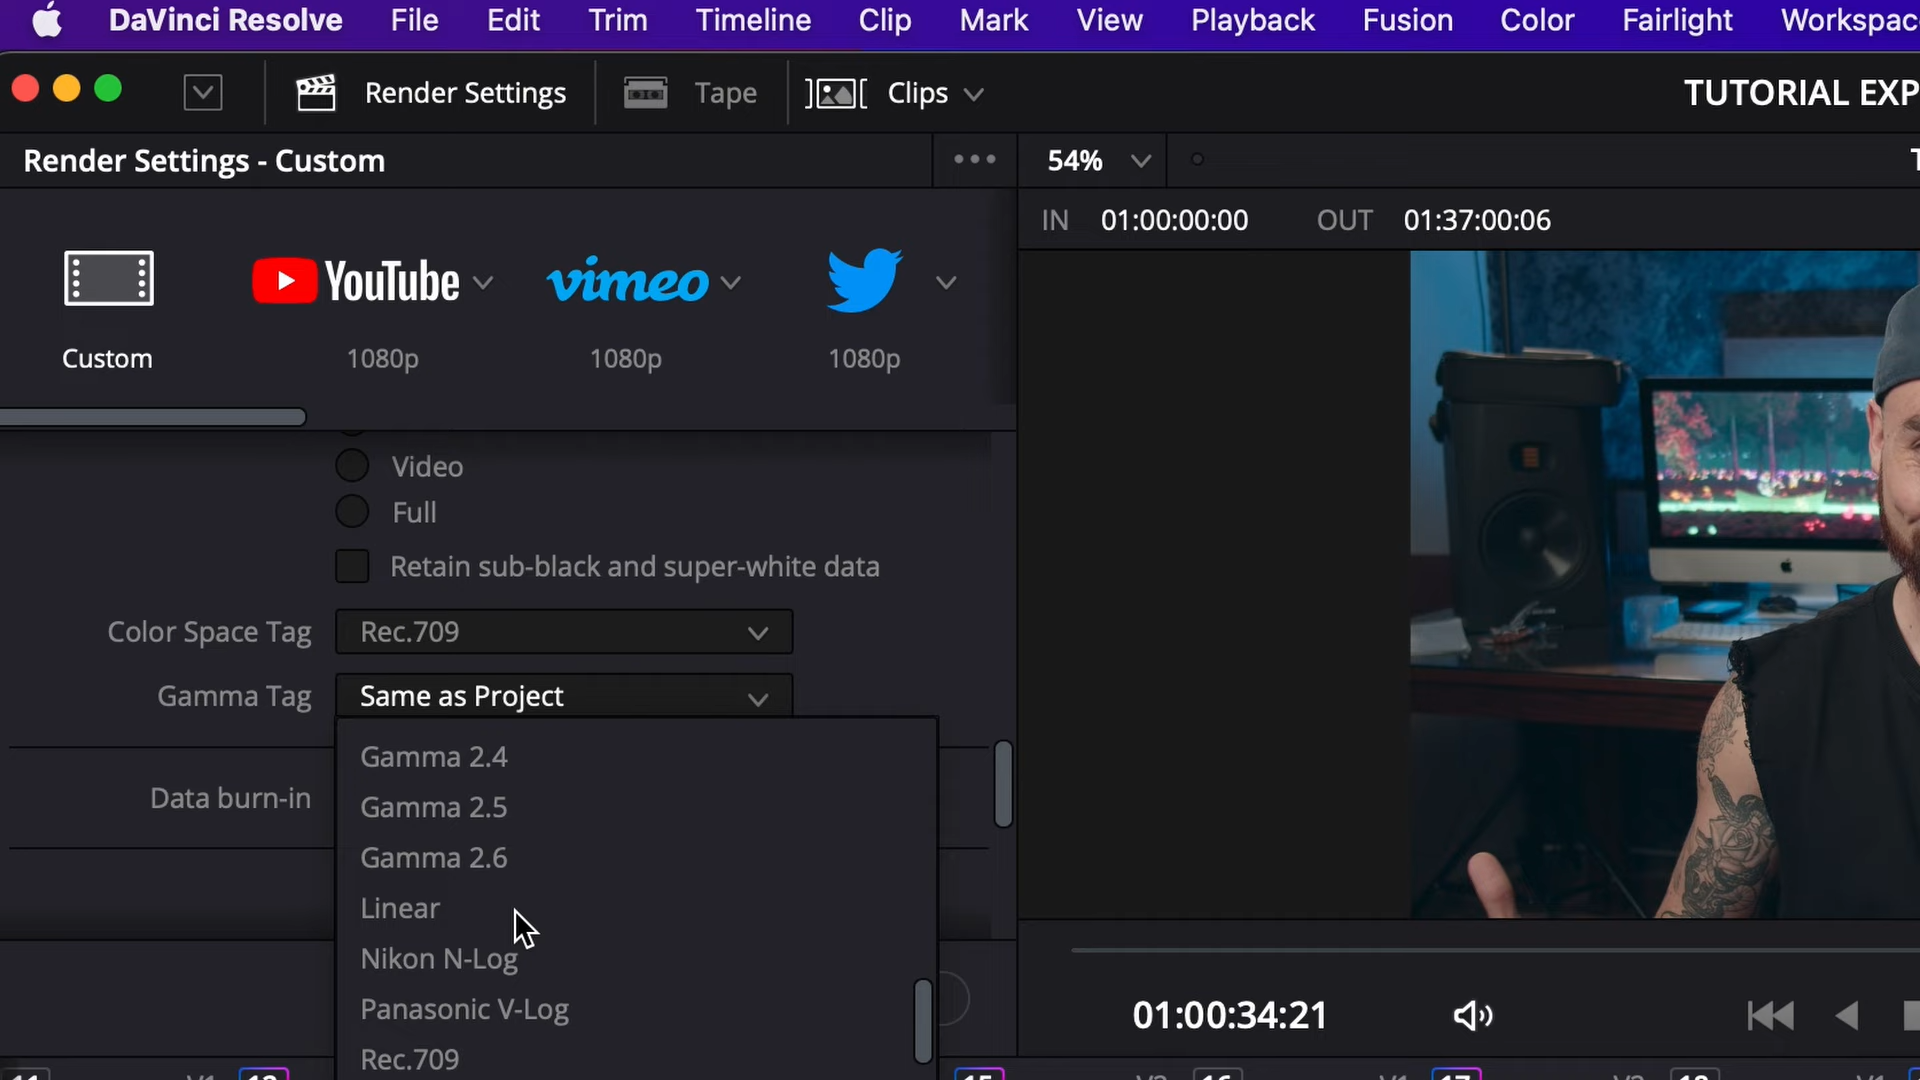 DaVinci Resolve File Edit Trim Timeline Clip Mark View Playback Fusion Color Fairlight Workspac
Render Settings Tape Clips TUTORIAL EXP
Render Settings - Custom 54%
IN 01:00:00:00 OUT 01:37:00:06
YouTube vimeo
Custom 1080p 1080p 1080p
Video
Full
Retain sub-black and super-white data
Color Space Tag Rec.709
Gamma Tag Same as Project
Gamma 2.4
Data burn-in
Gamma 2.5
Gamma 2.6
Linear
Nikon N-Log
Panasonic V-Log
01:00:34:21
Rec.709